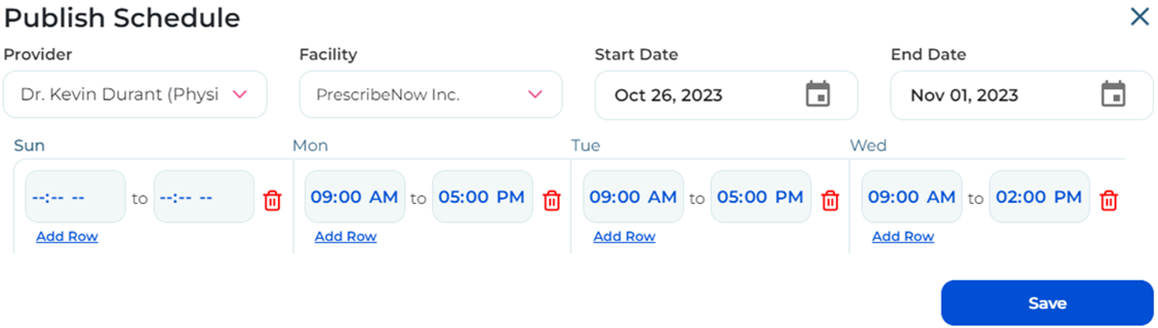 Publish Schedule
Provider Facility Start Date End Date
Dr. Kevin Durant (Physi PrescribeNow Inc. Oct 26, 2023 Nov 01, 2023
Sun Mon Tue Wed
--:-- -- to --:-- -- 09:00 AM to 05:00 PM 09:00 AM to 05:00 PM 09:00 AM to 02:00 PM
Add Row Add Row Add Row Add Row
Save